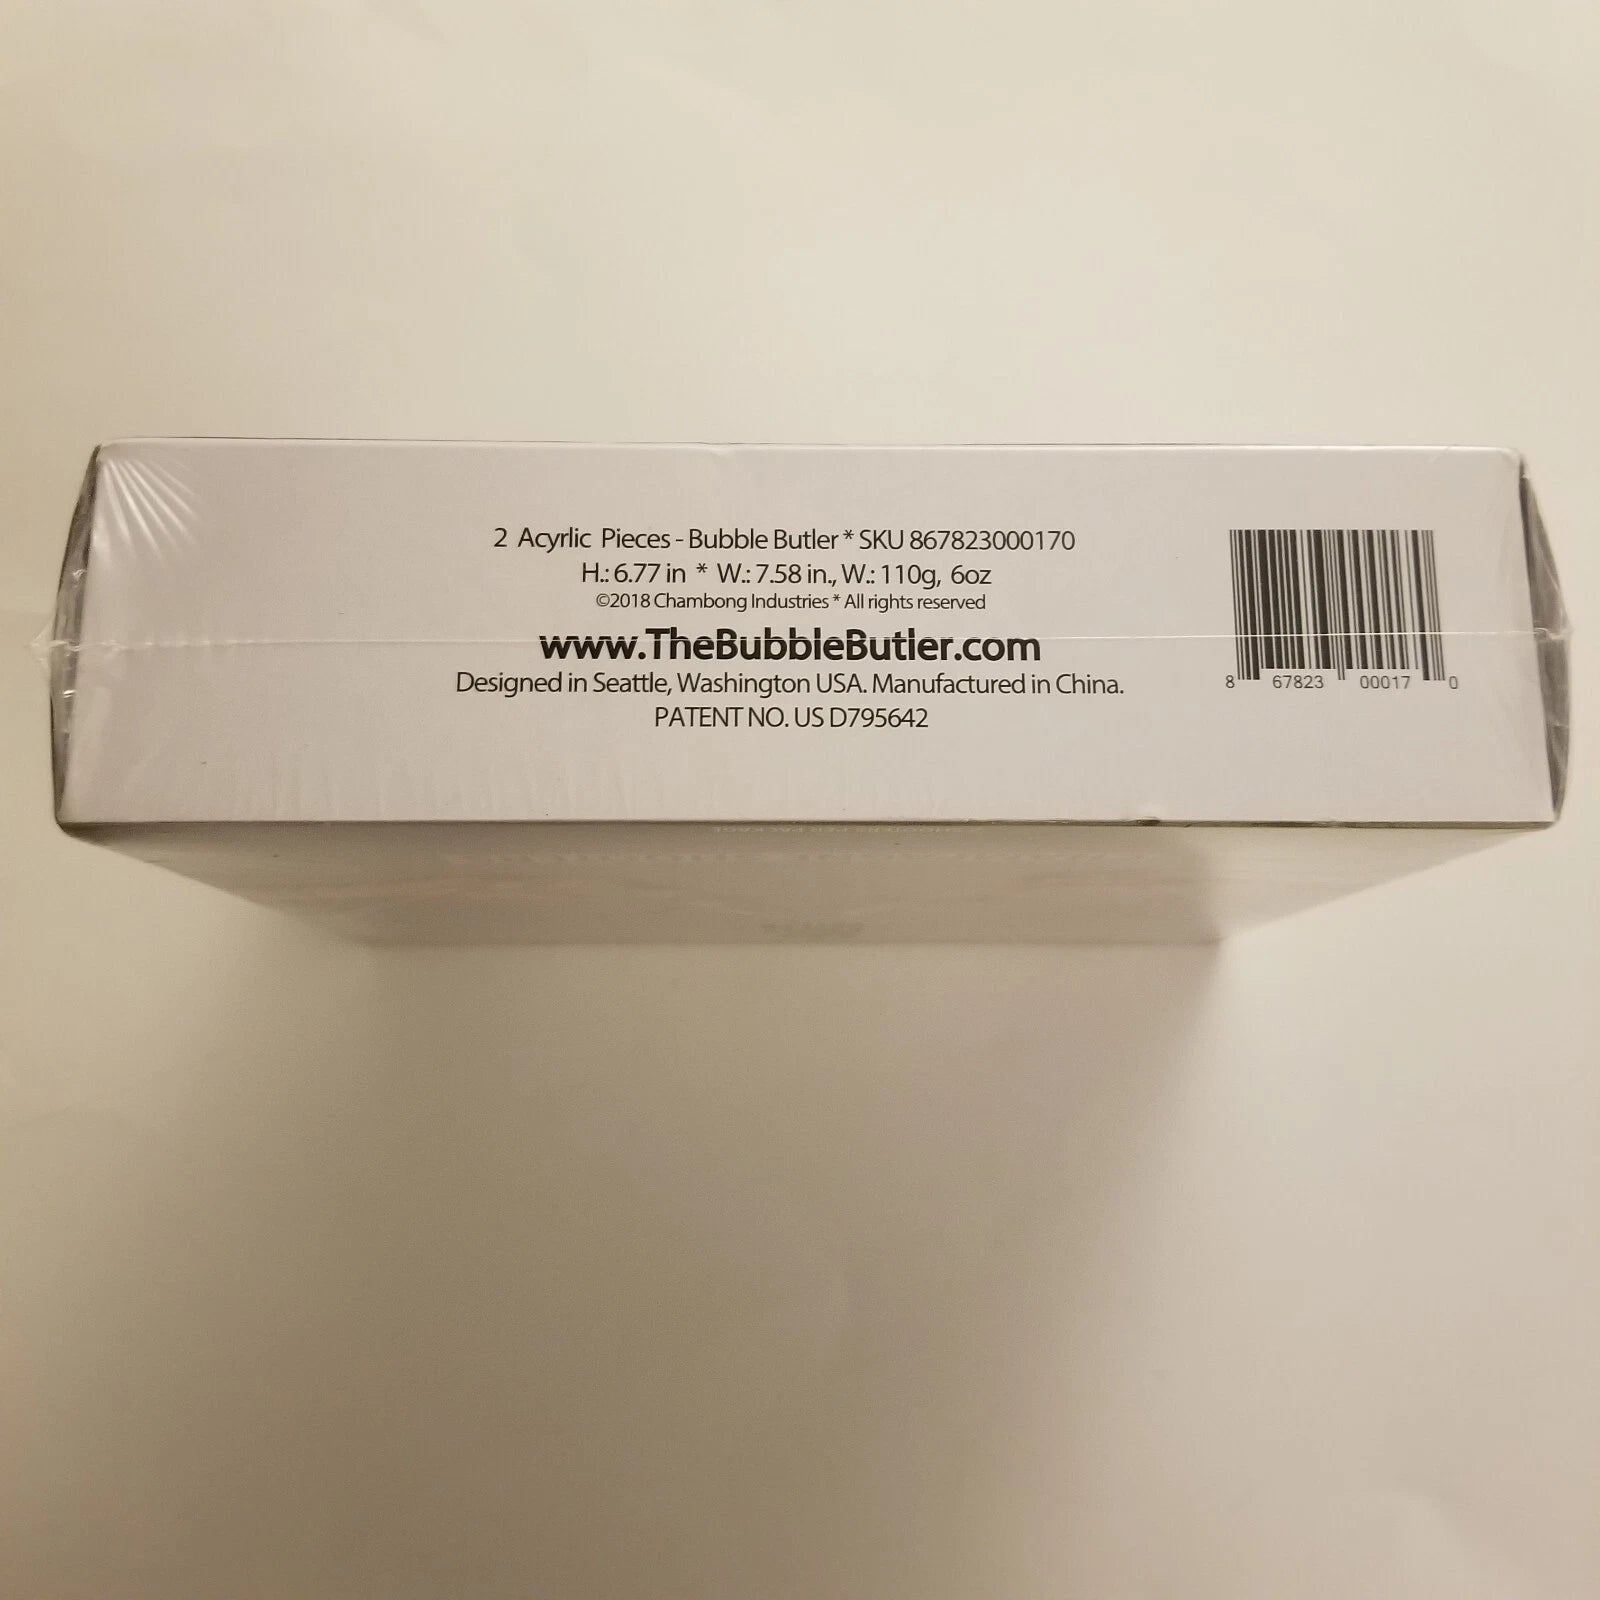 2 Acyrlic Pieces - Bubble Butler * SKU 867823000170
H.: 6.77 in * W.: 7.58 in., W.: 110g, 6oz
©2018 Chambong Industries * All rights reserved
www.TheBubbleButler.com
Designed in Seattle, Washington USA. Manufactured in China.
PATENT NO. US D795642
8 67823 00017 0